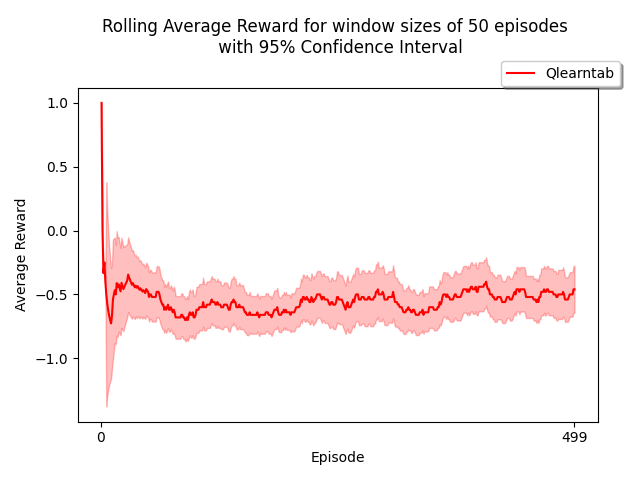 Rolling Average Reward for window sizes of 50 episodes
with 95% Confidence Interval
Qlearntab
1.0
0.5
0.0
−0.5
−1.0
Average Reward
0
499
Episode